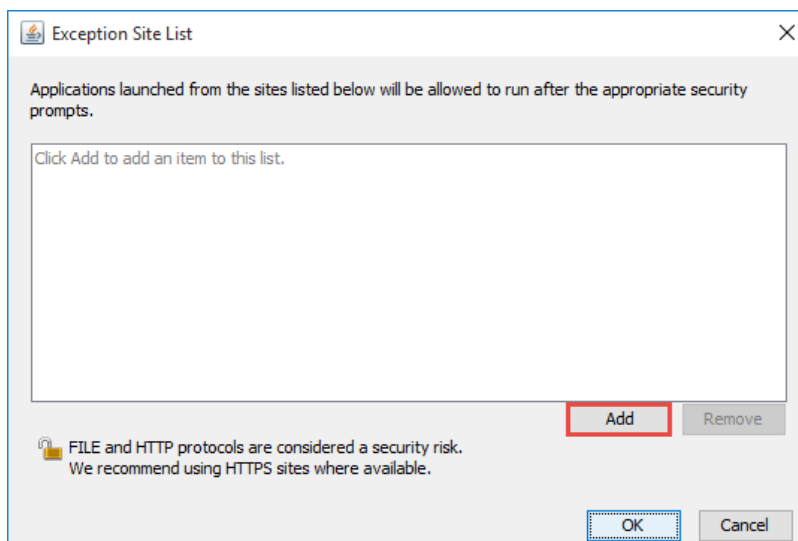 Exception Site List
Applications launched from the sites listed below will be allowed to run after the appropriate security
prompts.
Click Add to add an item to this list.
Add
Remove
FILE and HTTP protocols are considered a security risk.
We recommend using HTTPS sites where available.
OK
Cancel